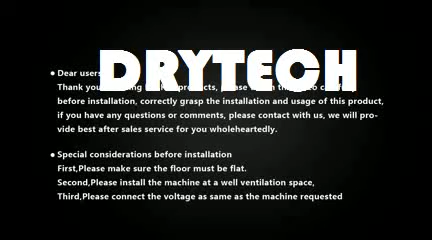 DRYTECH
• Dear users
Thank you
before installation, correctly grasp the installation and usage of this product,
if you have any questions or comments, please contact with us, we will pro-
vide best after sales service for you wholeheartedly.
• Special considerations before installation
First,Please make sure the floor must be flat.
Second,Please install the machine at a well ventilation space,
Third,Please connect the voltage as same as the machine requested